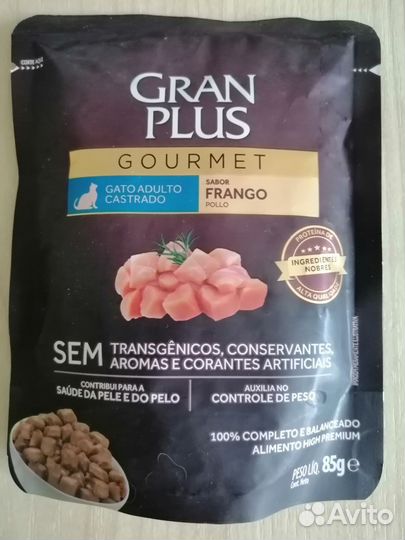 GRAN
PLUS
GOURMET
GATO ADULTO
CASTRADO
SABOR
FRANGO
POLLO
PROTEÍNA DE
INGREDIENTES
NOBRES
ALTA QUALIDADE
SEM TRANSGÊNICOS, CONSERVANTES,
AROMAS E CORANTES ARTIFICIAIS
CONTRIBUI PARA A
SAÚDE DA PELE E DO PELO
AUXILIA NO
CONTROLE DE PESO
100% COMPLETO E BALANCEADO
ALIMENTO HIGH PREMIUM
PESO LÍQ. 85g e
Cont. Neto
Avito